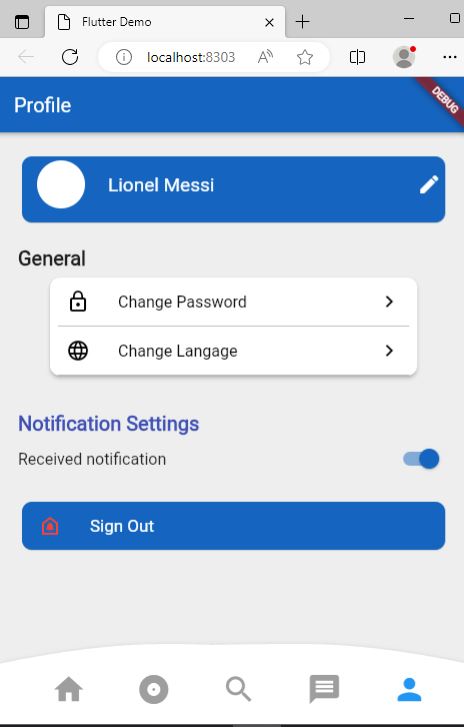 Flutter Demo
localhost:8303
Profile
DEBUG
Lionel Messi
General
Change Password
Change Langage
Notification Settings
Received notification
Sign Out